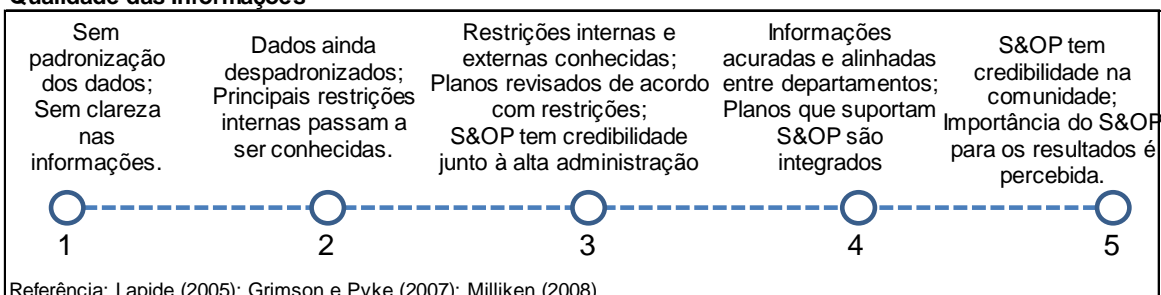 Qualidade das Informações
Sem
padronização
dos dados;
Sem clareza
nas
informações.
Dados ainda
despadronizados;
Principais restrições
internas passam a
ser conhecidas.
Restrições internas e
externas conhecidas;
Planos revisados de acordo
com restrições;
S&OP tem credibilidade
junto à alta administração
Informações
acuradas e alinhadas
entre departamentos;
Planos que suportam
S&OP são
integrados
S&OP tem
credibilidade na
comunidade;
Importância do S&OP
para os resultados é
percebida.
1
2
3
4
5
Referência: Lapide (2005); Grimson e Pyke (2007); Milliken (2008)